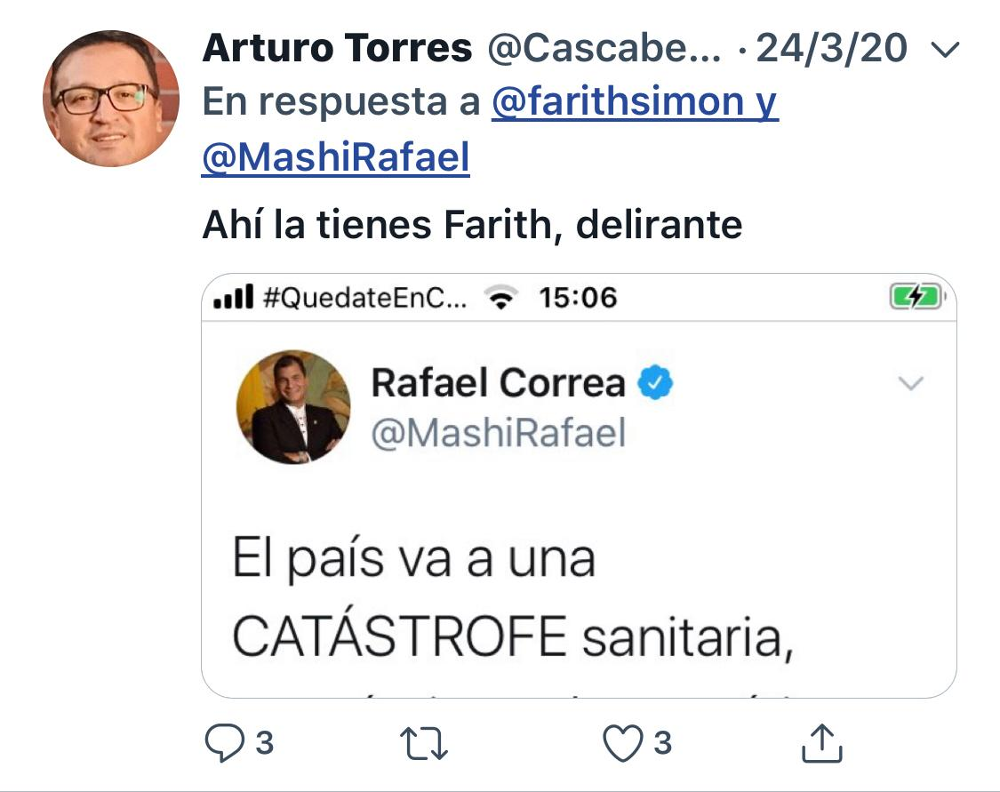 Arturo Torres @Cascabe... · 24/3/20
En respuesta a @farithsimon y
@MashiRafael
Ahí la tienes Farith, delirante
#QuedateEnC... 15:06
Rafael Correa
@MashiRafael
El país va a una
CATÁSTROFE sanitaria,
3 3